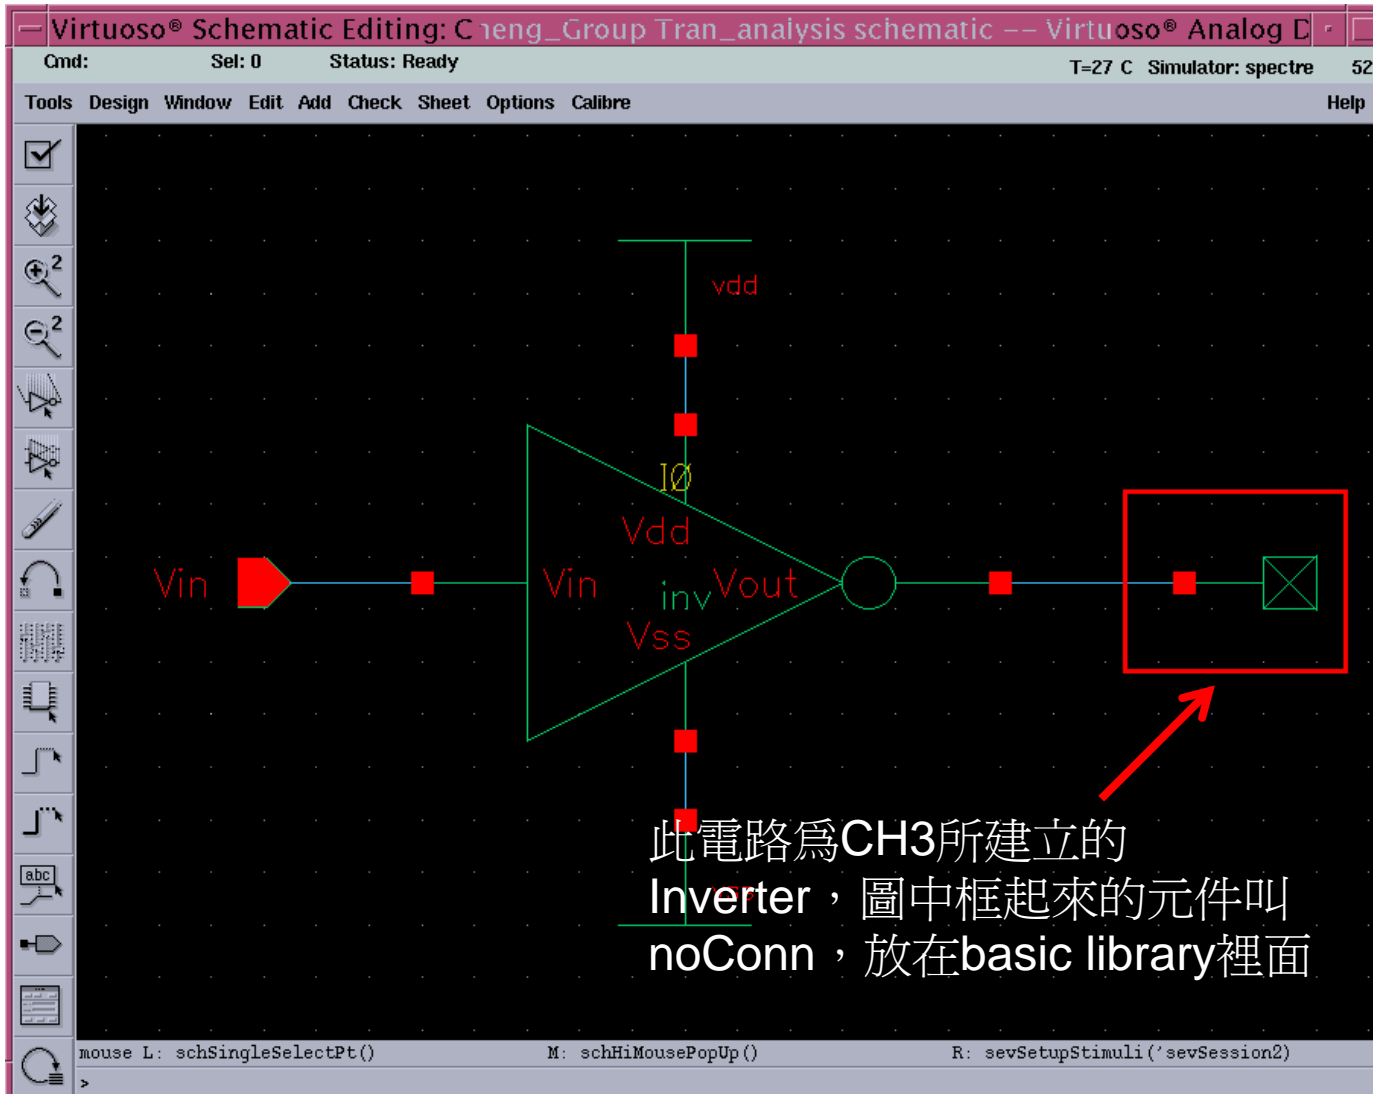 Virtuoso® Schematic Editing: Cheng_Group Tran_analysis schematic -- Virtuoso® Analog D
Cmd: Sel: 0 Status: Ready T=27 C Simulator: spectre 52
Tools Design Window Edit Add Check Sheet Options Calibre Help
2
2
vdd
I0
Vdd
Vin Vin inv Vout
Vss
此電路為CH3所建立的
Inverter，圖中框起來的元件叫
vss
noConn，放在basic library裡面
abc
mouse L: schSingleSelectPt() M: schHiMousePopUp() R: sevSetupStimuli('sevSession2)
>